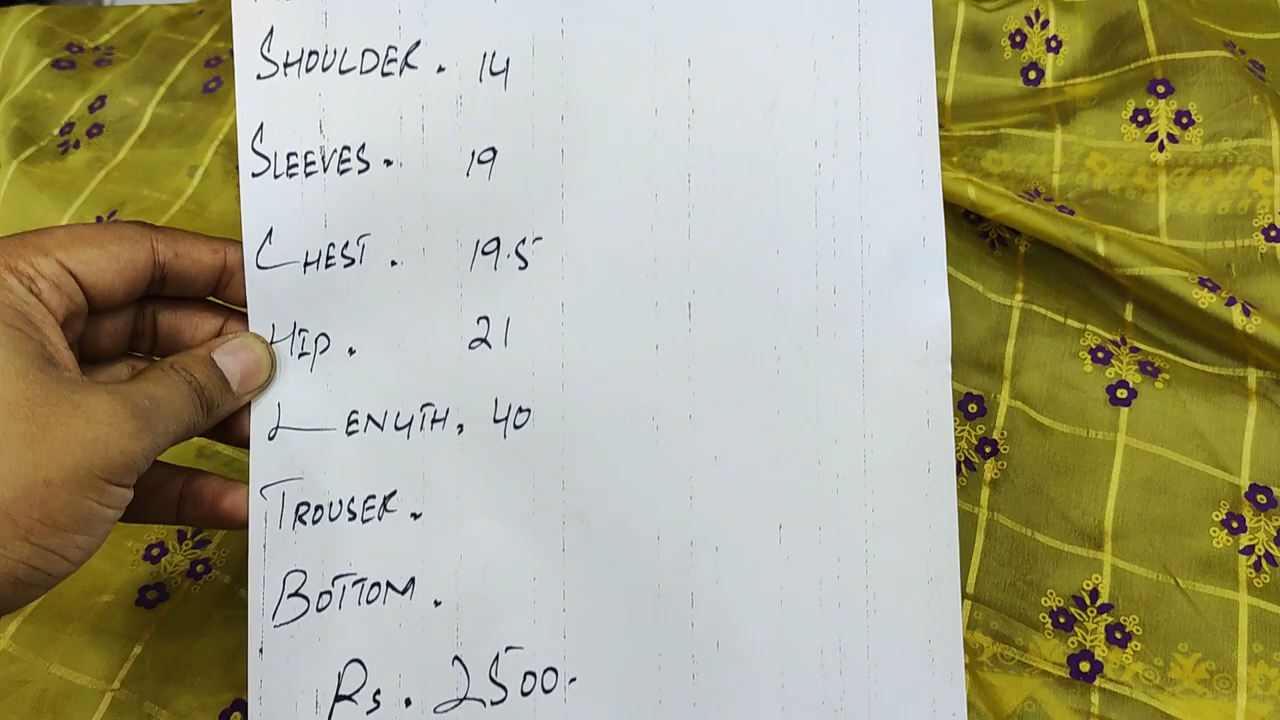 SHOULDER. 14
SLEEVES. 19
CHEST. 19.5
HIP. 21
LENGTH. 40
TROUSER.
BOTTOM.
Rs. 2500.